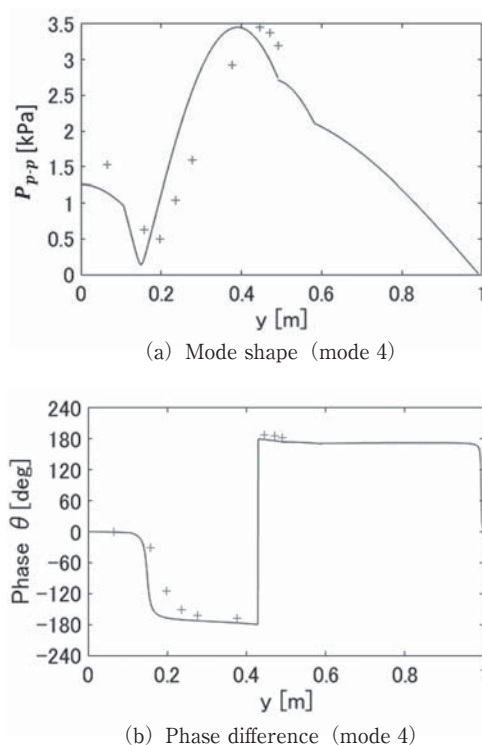 3.5
3
2.5
2
1.5
1
0.5
0
P_{p-p} [kPa]
0 0.2 0.4 0.6 0.8 1
y [m]
(a) Mode shape (mode 4)
240
180
120
60
0
-60
-120
-180
-240
Phase θ [deg]
0 0.2 0.4 0.6 0.8
y [m]
(b) Phase difference (mode 4)